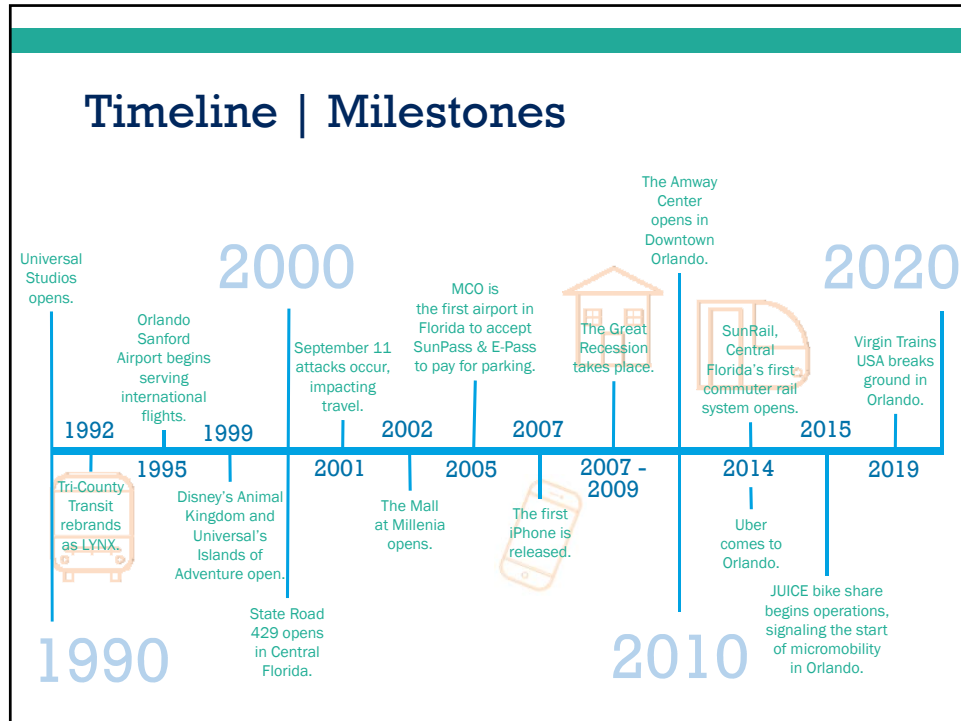 Timeline | Milestones
Universal
Studios
opens.
1990
1992
Tri-County
Transit
rebrands
as LYNX.
Orlando
Sanford
Airport begins
serving
international
flights.
1995
1999
Disney's Animal
Kingdom and
Universal's
Islands of
Adventure open.
2000
State Road
429 opens
in Central
Florida.
September 11
attacks occur,
impacting
travel.
2001
2002
The Mall
at Millenia
opens.
MCO is
the first airport in
Florida to accept
SunPass & E-Pass
to pay for parking.
2005
2007
The first
iPhone is
released.
The Great
Recession
takes place.
2007 -
2009
The Amway
Center
opens in
Downtown
Orlando.
2010
SunRail,
Central
Florida's first
commuter rail
system opens.
2014
Uber
comes to
Orlando.
2015
JUICE bike share
begins operations,
signaling the start
of micromobility
in Orlando.
Virgin Trains
USA breaks
ground in
Orlando.
2019
2020